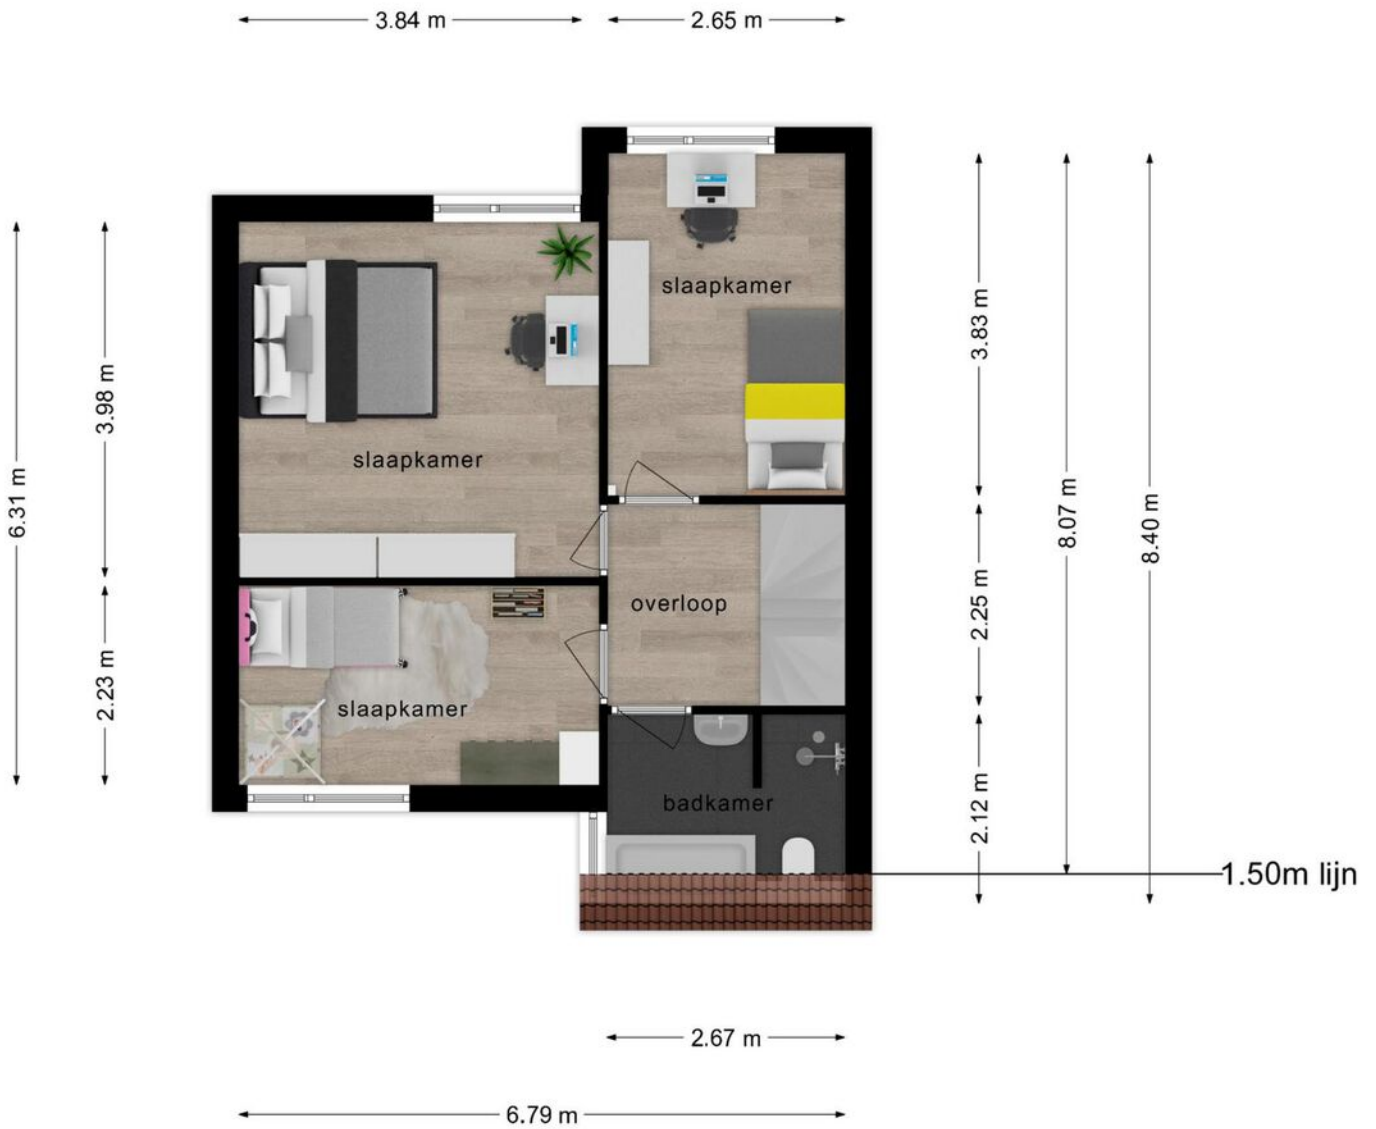 3.84 m
2.65 m
slaapkamer
3.83 m
3.98 m
slaapkamer
6.31 m
8.07 m
8.40 m
2.25 m
overloop
2.23 m
slaapkamer
badkamer
2.12 m
1.50m lijn
2.67 m
6.79 m